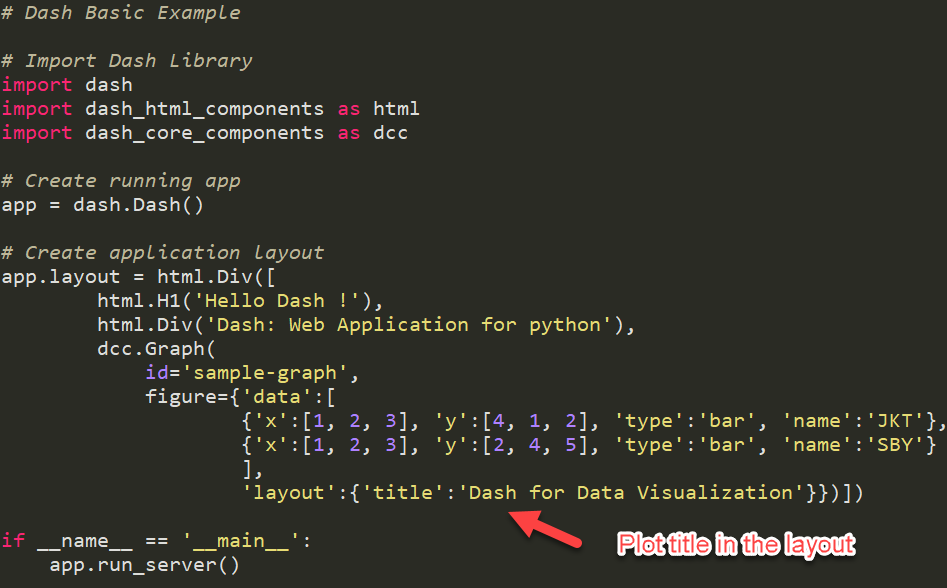 # Dash Basic Example
# Import Dash Library
import dash
import dash_html_components as html
import dash_core_components as dcc
# Create running app
app = dash.Dash()
# Create application layout
app.layout = html.Div([
html.H1('Hello Dash !'),
html.Div('Dash: Web Application for python'),
dcc.Graph(
id='sample-graph',
figure={'data':[
{'x':[1, 2, 3], 'y':[4, 1, 2], 'type':'bar', 'name':'JKT'},
{'x':[1, 2, 3], 'y':[2, 4, 5], 'type':'bar', 'name':'SBY'}
],
'layout':{'title':'Dash for Data Visualization'}})])
if __name__ == '__main__':
Plot title in the layout
app.run_server()